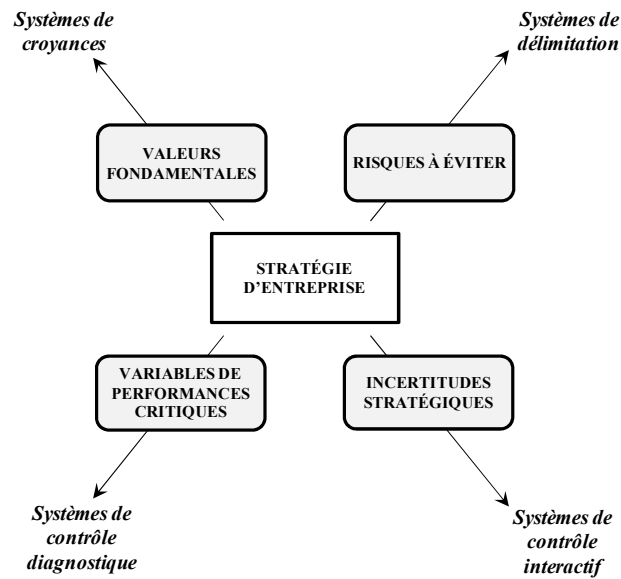 Systèmes de
croyances
Systèmes de
délimitation
VALEURS
FONDAMENTALES
RISQUES À ÉVITER
STRATÉGIE
D’ENTREPRISE
VARIABLES DE
PERFORMANCES
CRITIQUES
INCERTITUDES
STRATÉGIQUES
Systèmes de
contrôle
diagnostique
Systèmes de
contrôle
interactif